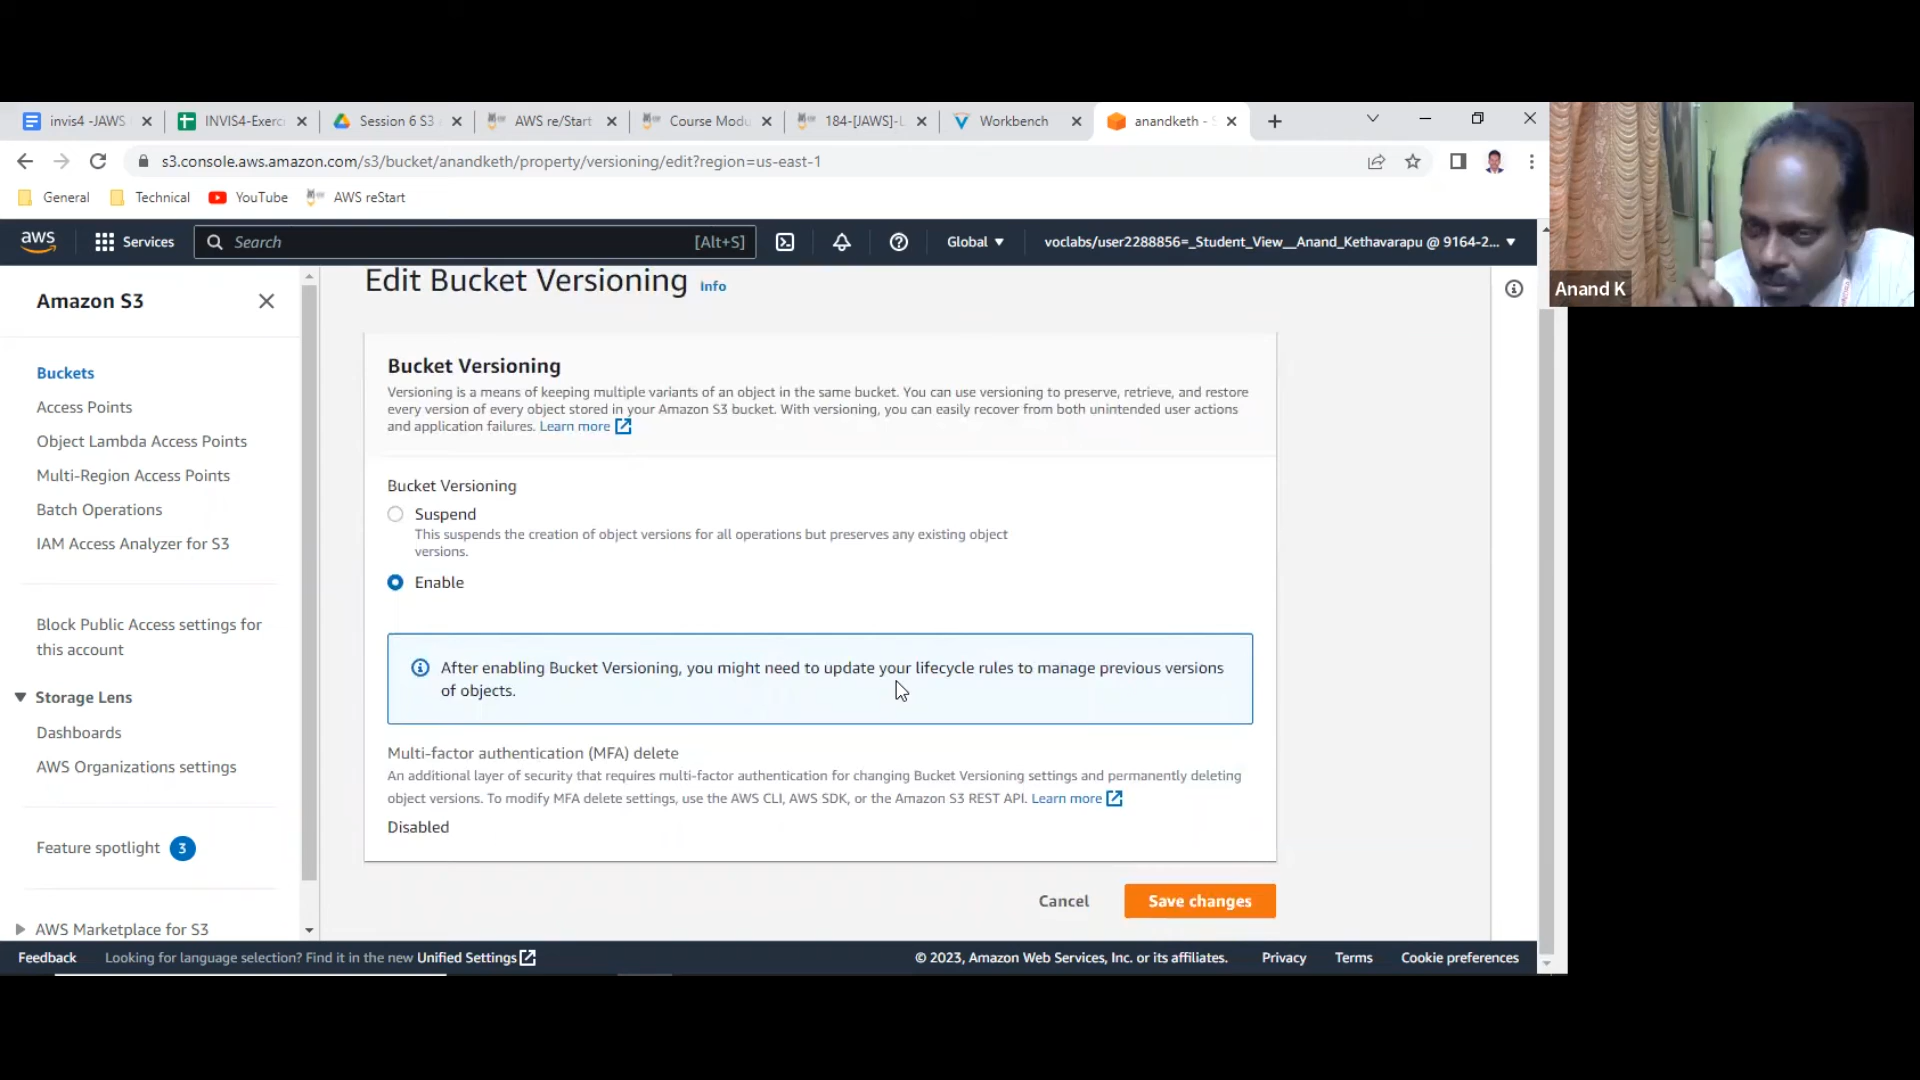 invis4 -JAWS
INVIS4-Exerc
Session 6 S3
AWS re/Start
Course Modu
184-[JAWS]-L
Workbench
anandketh - S
s3.console.aws.amazon.com/s3/bucket/anandketh/property/versioning/edit?region=us-east-1
General
Technical
YouTube
AWS reStart
aws
Services
Search
[Alt+S]
Global
voclabs/user2288856=_Student_View__Anand_Kethavarapu @ 9164-2...
Anand K
Amazon S3
Buckets
Access Points
Object Lambda Access Points
Multi-Region Access Points
Batch Operations
IAM Access Analyzer for S3
Block Public Access settings for
this account
Storage Lens
Dashboards
AWS Organizations settings
Feature spotlight 3
AWS Marketplace for S3
Edit Bucket Versioning Info
Bucket Versioning
Versioning is a means of keeping multiple variants of an object in the same bucket. You can use versioning to preserve, retrieve, and restore
every version of every object stored in your Amazon S3 bucket. With versioning, you can easily recover from both unintended user actions
and application failures. Learn more
Bucket Versioning
Suspend
This suspends the creation of object versions for all operations but preserves any existing object
versions.
Enable
After enabling Bucket Versioning, you might need to update your lifecycle rules to manage previous versions
of objects.
Multi-factor authentication (MFA) delete
An additional layer of security that requires multi-factor authentication for changing Bucket Versioning settings and permanently deleting
object versions. To modify MFA delete settings, use the AWS CLI, AWS SDK, or the Amazon S3 REST API. Learn more
Disabled
Cancel
Save changes
Feedback
Looking for language selection? Find it in the new Unified Settings
© 2023, Amazon Web Services, Inc. or its affiliates.
Privacy
Terms
Cookie preferences